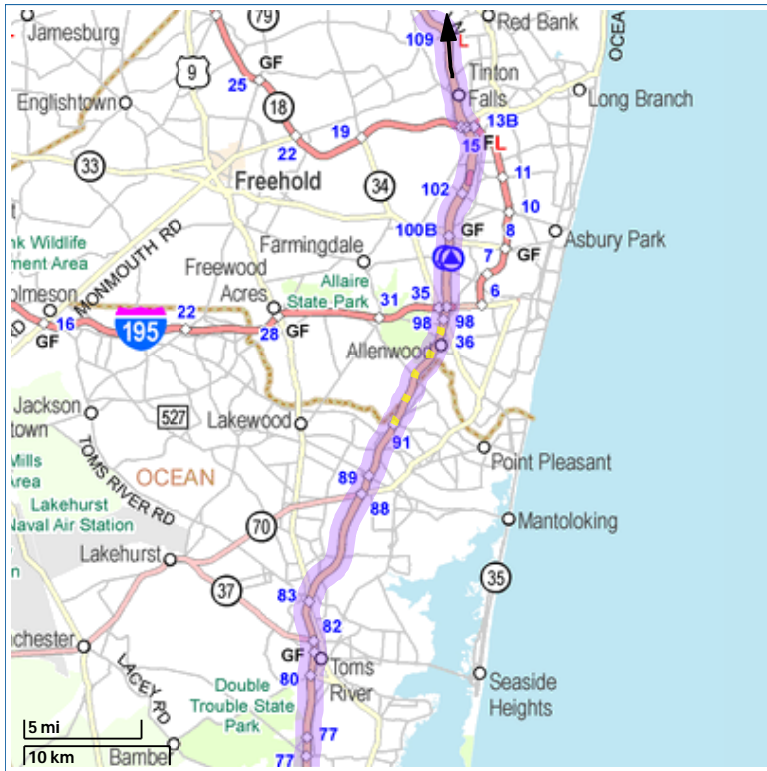 79
Jamesburg
Red Bank
OCEA
109
L
GF
9
25
Tinton
Falls
Englishtown
18
Long Branch
19
13B
22
15
FL
33
11
Freehold
34
102
10
MONMOUTH RD
100B
GF
8
Asbury Park
nk Wildlife
ment Area
Farmingdale
7
GF
Freewood
Acres
Allaire
State Park
olmeson
31
35
6
RD
16
22
98
98
195
28
GF
36
GF
Allenwood
Jackson
town
527
Lakewood
91
Mills
Area
TOMS RIVER RD
Point Pleasant
OCEAN
89
Lakehurst
Naval Air Station
88
70
Mantoloking
Lakehurst
n
37
35
83
nchester
82
GF
Toms
River
LACEY RD
80
Double
Trouble State
Park
Seaside
Heights
5 mi
77
10 km
Bamber
77